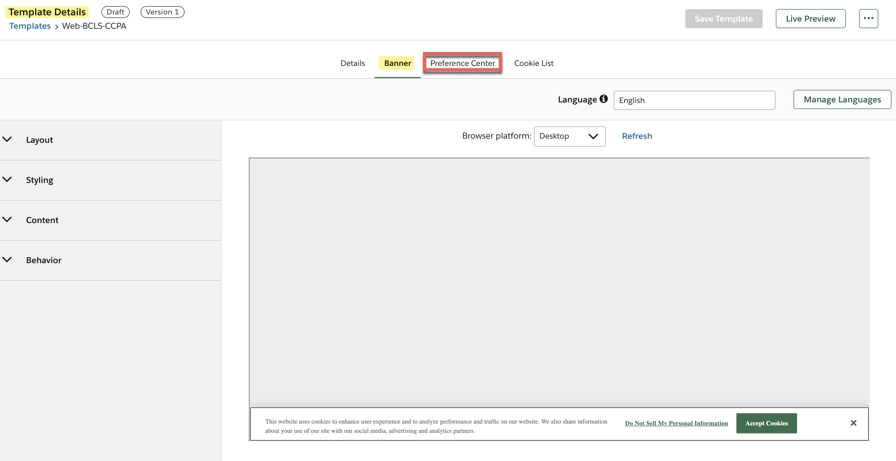 Template Details
Draft
Version 1
Save Template
Live Preview
Templates > Web-BCLS-CCPA
Details
Banner
Preference Center
Cookie List
Language
English
Manage Languages
Layout
Styling
Content
Behavior
Browser platform:
Desktop
Refresh
This website uses cookies to enhance user experience and to analyze performance and traffic on our website. We also share information
about your use of our site with our social media, advertising and analytics partners.
Do Not Sell My Personal Information
Accept Cookies